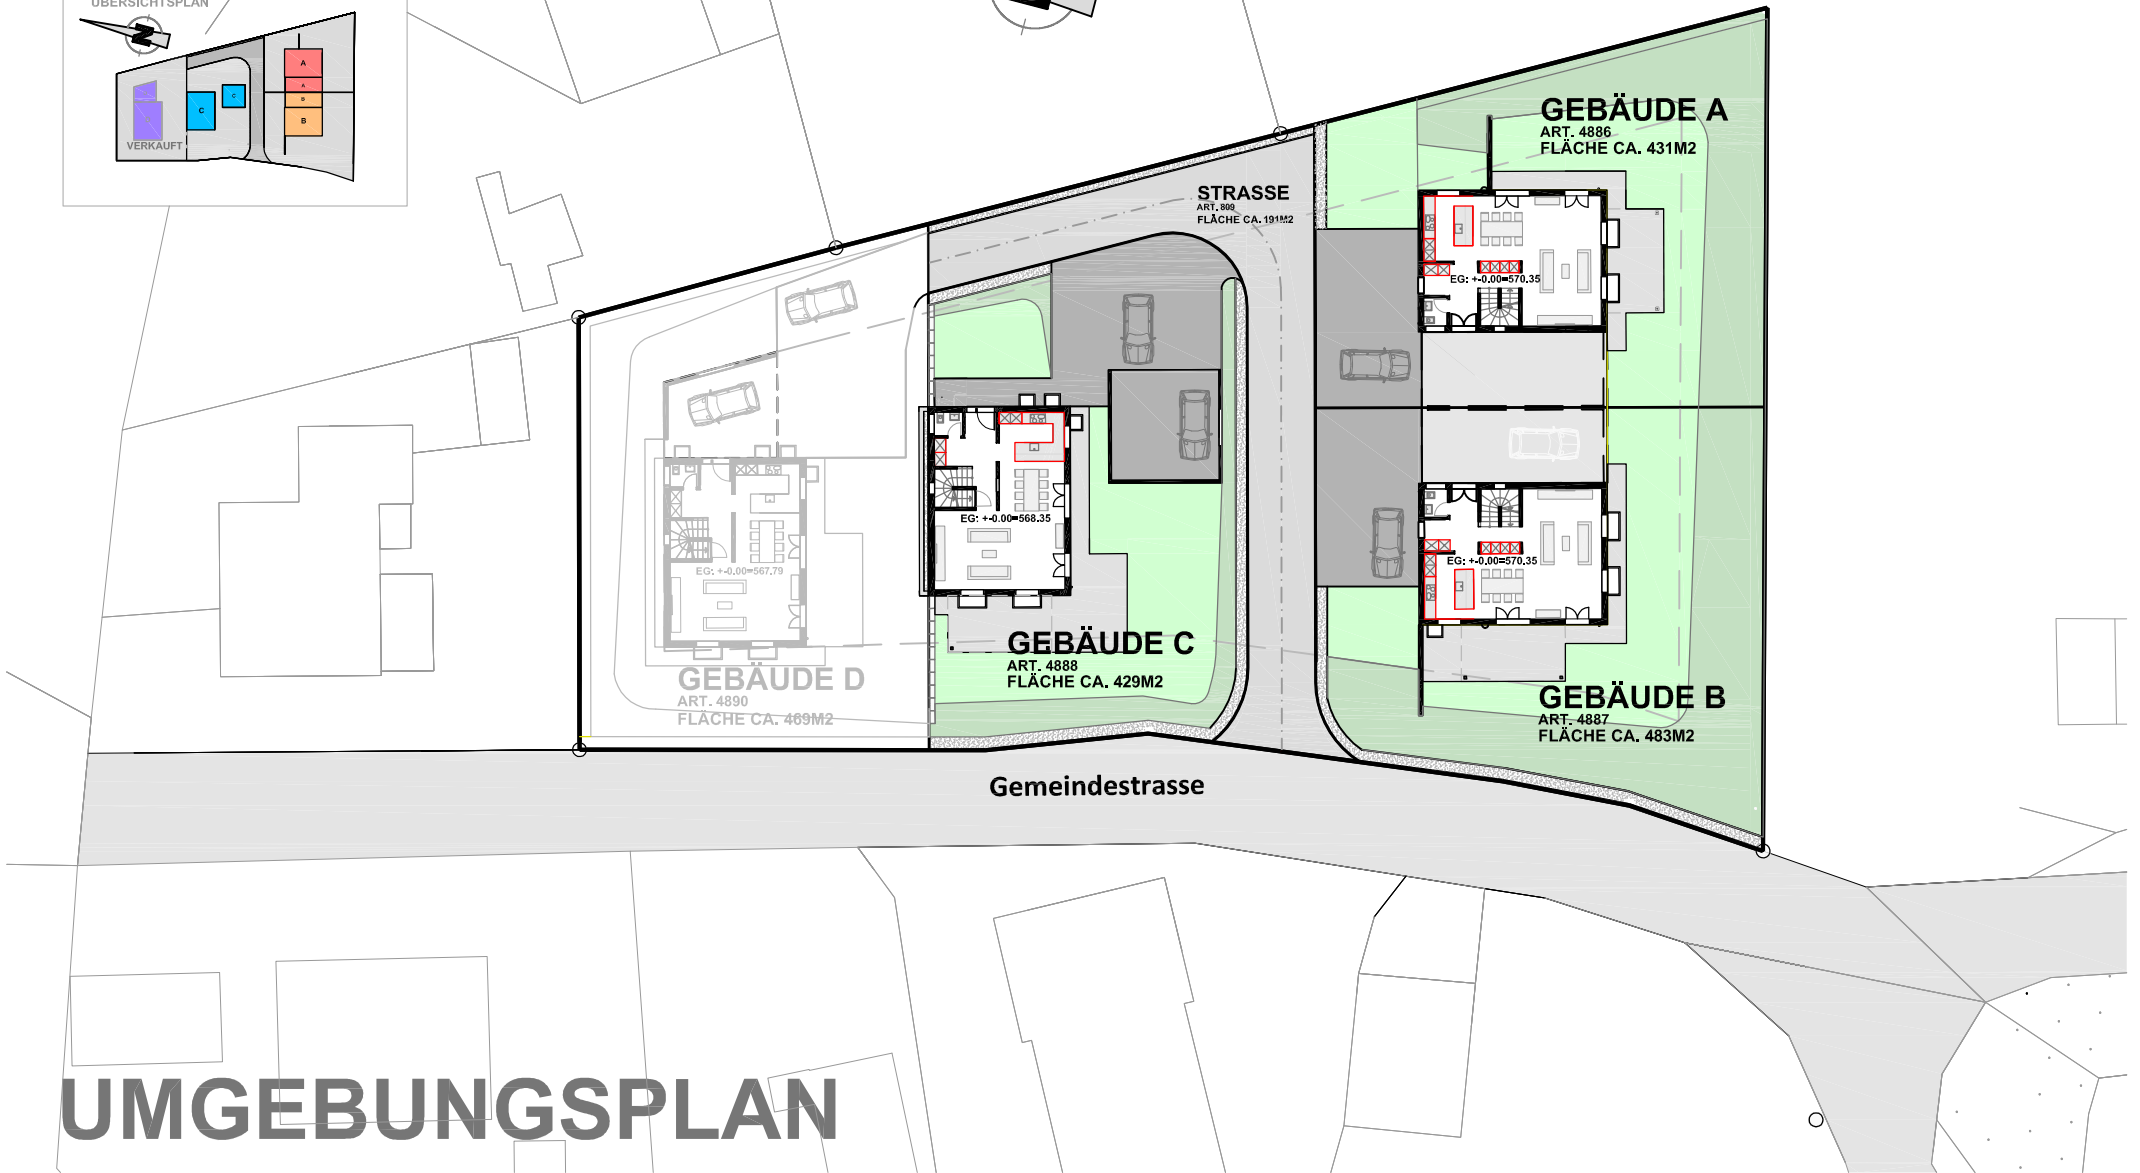 ÜBERSICHTSPLAN
N
A
A
B
B
C
C
VERKAUFT
GEBÄUDE A
ART. 4886
FLÄCHE CA. 431M2
STRASSE
ART. 809
FLÄCHE CA. 191M2
EG: +-0.00=570.35
EG: +-0.00=568.35
EG: +-0.00=570.35
EG: +-0.00=567.79
GEBÄUDE C
ART. 4888
FLÄCHE CA. 429M2
GEBÄUDE D
ART. 4890
FLÄCHE CA. 469M2
GEBÄUDE B
ART. 4887
FLÄCHE CA. 483M2
Gemeindestrasse
UMGEBUNGSPLAN